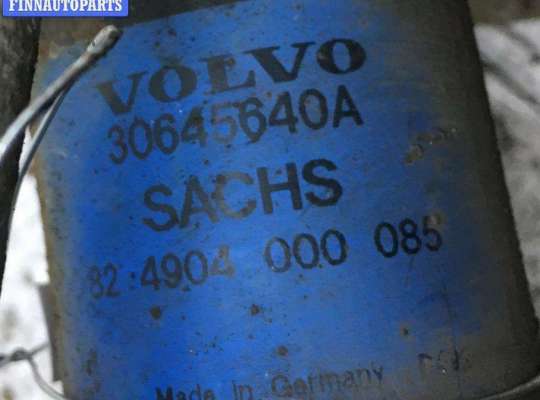 FINNAUTOPARTS
VOLVO
30645640A
SACHS
82 4904 000 085
Made in Germany